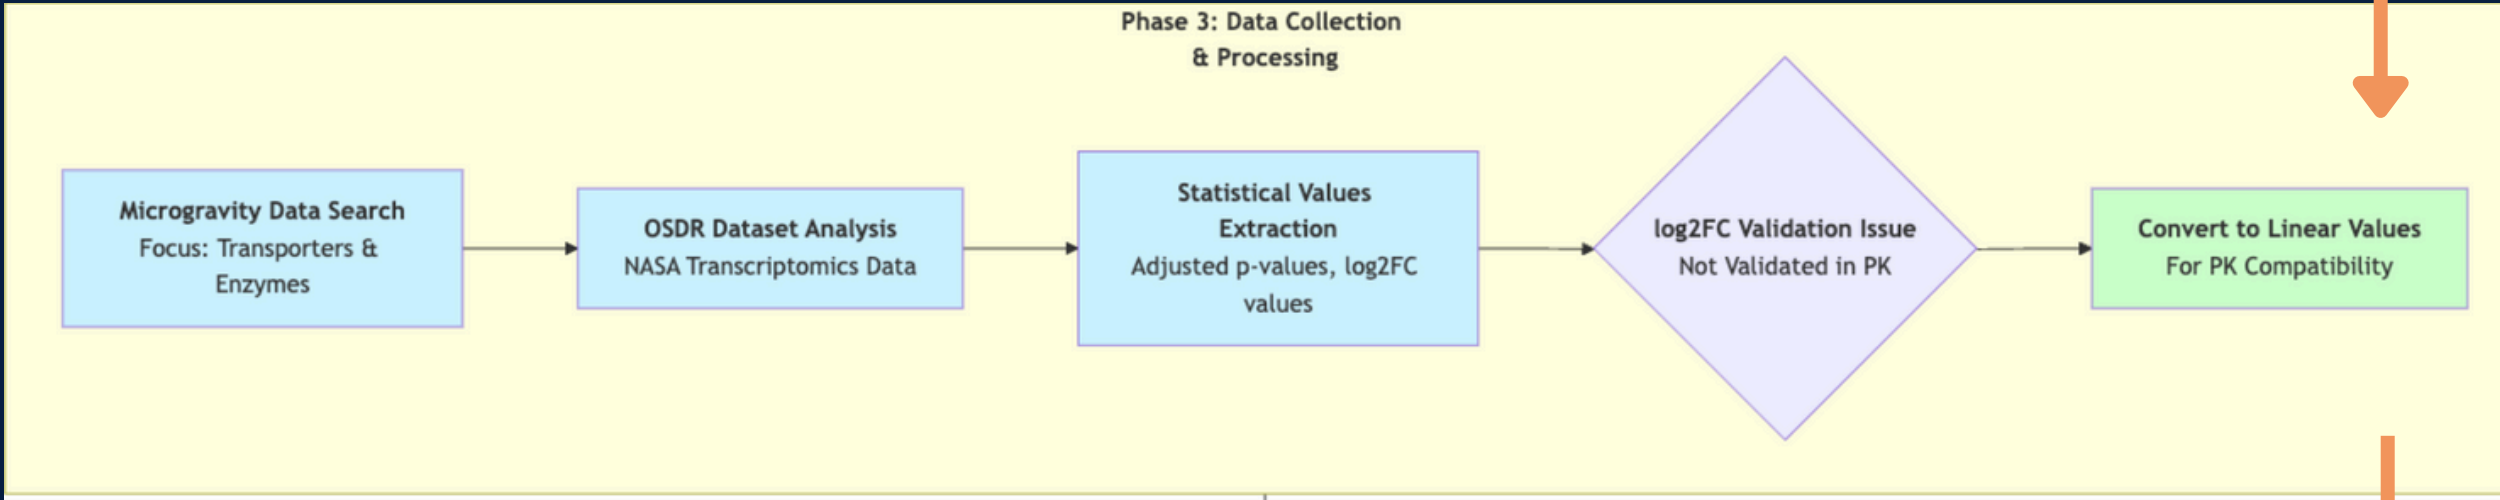 Phase 3: Data Collection
& Processing
Microgravity Data Search
Focus: Transporters &
Enzymes
OSDR Dataset Analysis
NASA Transcriptomics Data
Statistical Values
Extraction
Adjusted p-values, log2FC
values
log2FC Validation Issue
Not Validated in PK
Convert to Linear Values
For PK Compatibility